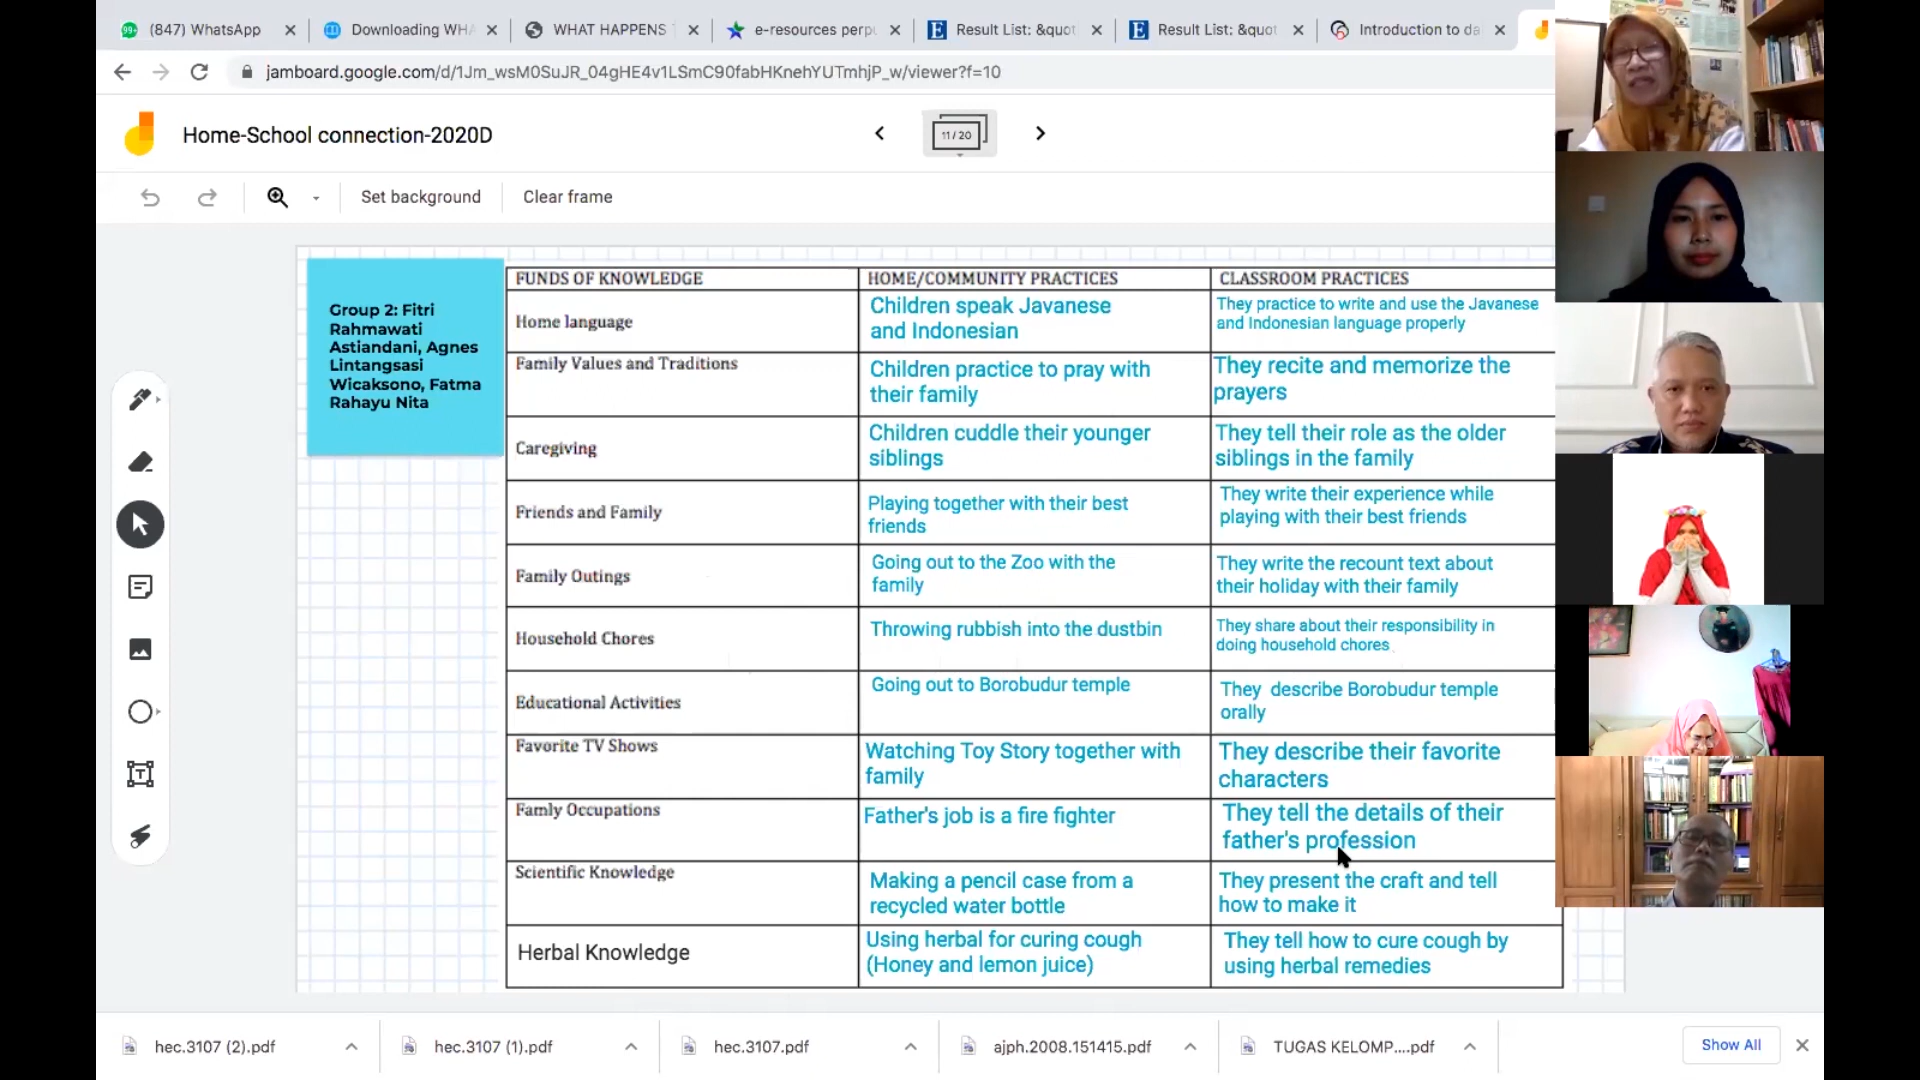 (847) WhatsApp
Downloading WHA
WHAT HAPPENS
e-resources perpu
Result List: &quot
Result List: &quot
Introduction to da
jamboard.google.com/d/1Jm_wsM0SuJR_04gHE4v1LSmC90fabHKnehYUTmhjP_w/viewer?f=10
Home-School connection-2020D
11 / 20
Set background
Clear frame
Group 2: Fitri
Rahmawati
Astiandani, Agnes
Lintangsasi
Wicaksono, Fatma
Rahayu Nita
FUNDS OF KNOWLEDGE
HOME/COMMUNITY PRACTICES
CLASSROOM PRACTICES
Home language
Children speak Javanese
and Indonesian
They practice to write and use the Javanese
and Indonesian language properly
Family Values and Traditions
Children practice to pray with
their family
They recite and memorize the
prayers
Caregiving
Children cuddle their younger
siblings
They tell their role as the older
siblings in the family
Friends and Family
Playing together with their best
friends
They write their experience while
playing with their best friends
Family Outings
Going out to the Zoo with the
family
They write the recount text about
their holiday with their family
Household Chores
Throwing rubbish into the dustbin
They share about their responsibility in
doing household chores
Educational Activities
Going out to Borobudur temple
They describe Borobudur temple
orally
Favorite TV Shows
Watching Toy Story together with
family
They describe their favorite
characters
Famly Occupations
Father's job is a fire fighter
They tell the details of their
father's profession
Scientific Knowledge
Making a pencil case from a
recycled water bottle
They present the craft and tell
how to make it
Herbal Knowledge
Using herbal for curing cough
(Honey and lemon juice)
They tell how to cure cough by
using herbal remedies
hec.3107 (2).pdf
hec.3107 (1).pdf
hec.3107.pdf
ajph.2008.151415.pdf
TUGAS KELOMP....pdf
Show All